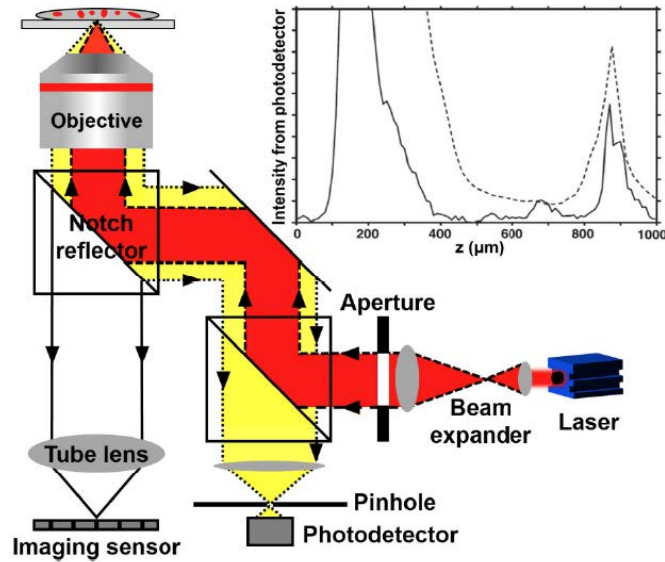 Objective
Notch
reflector
Tube lens
Imaging sensor
Aperture
Beam
expander
Laser
Pinhole
Photodetector
Intensity from photodetector
0 200 400 600 800 1000
z (μm)